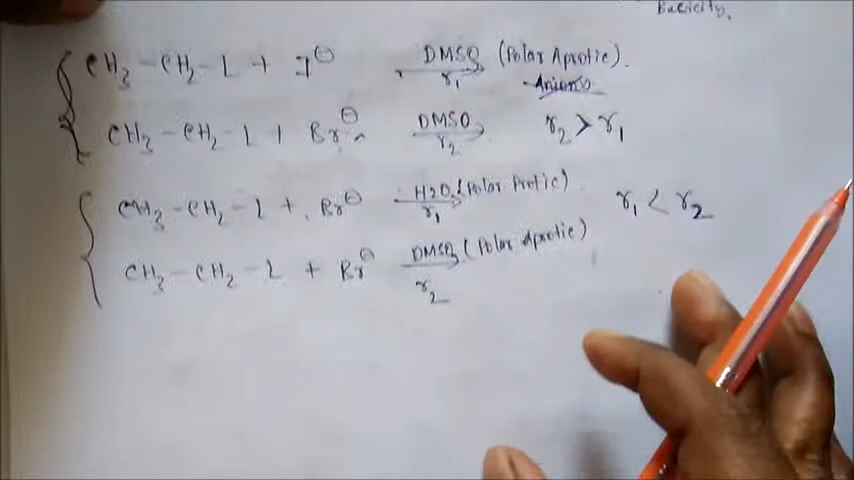 Basicity.
CH3 – CH2 – L + I⊖ DMSO r1 (Polar Aprotic).
CH3 – CH2 – L + Br⊖ DMSO r2 r2 > r1
CH3 – CH2 – L + Br⊖ H2O r1 (Polar Protic) r1 < r2
CH3 – CH2 – L + Br⊖ DMSO r2 (Polar Aprotic)